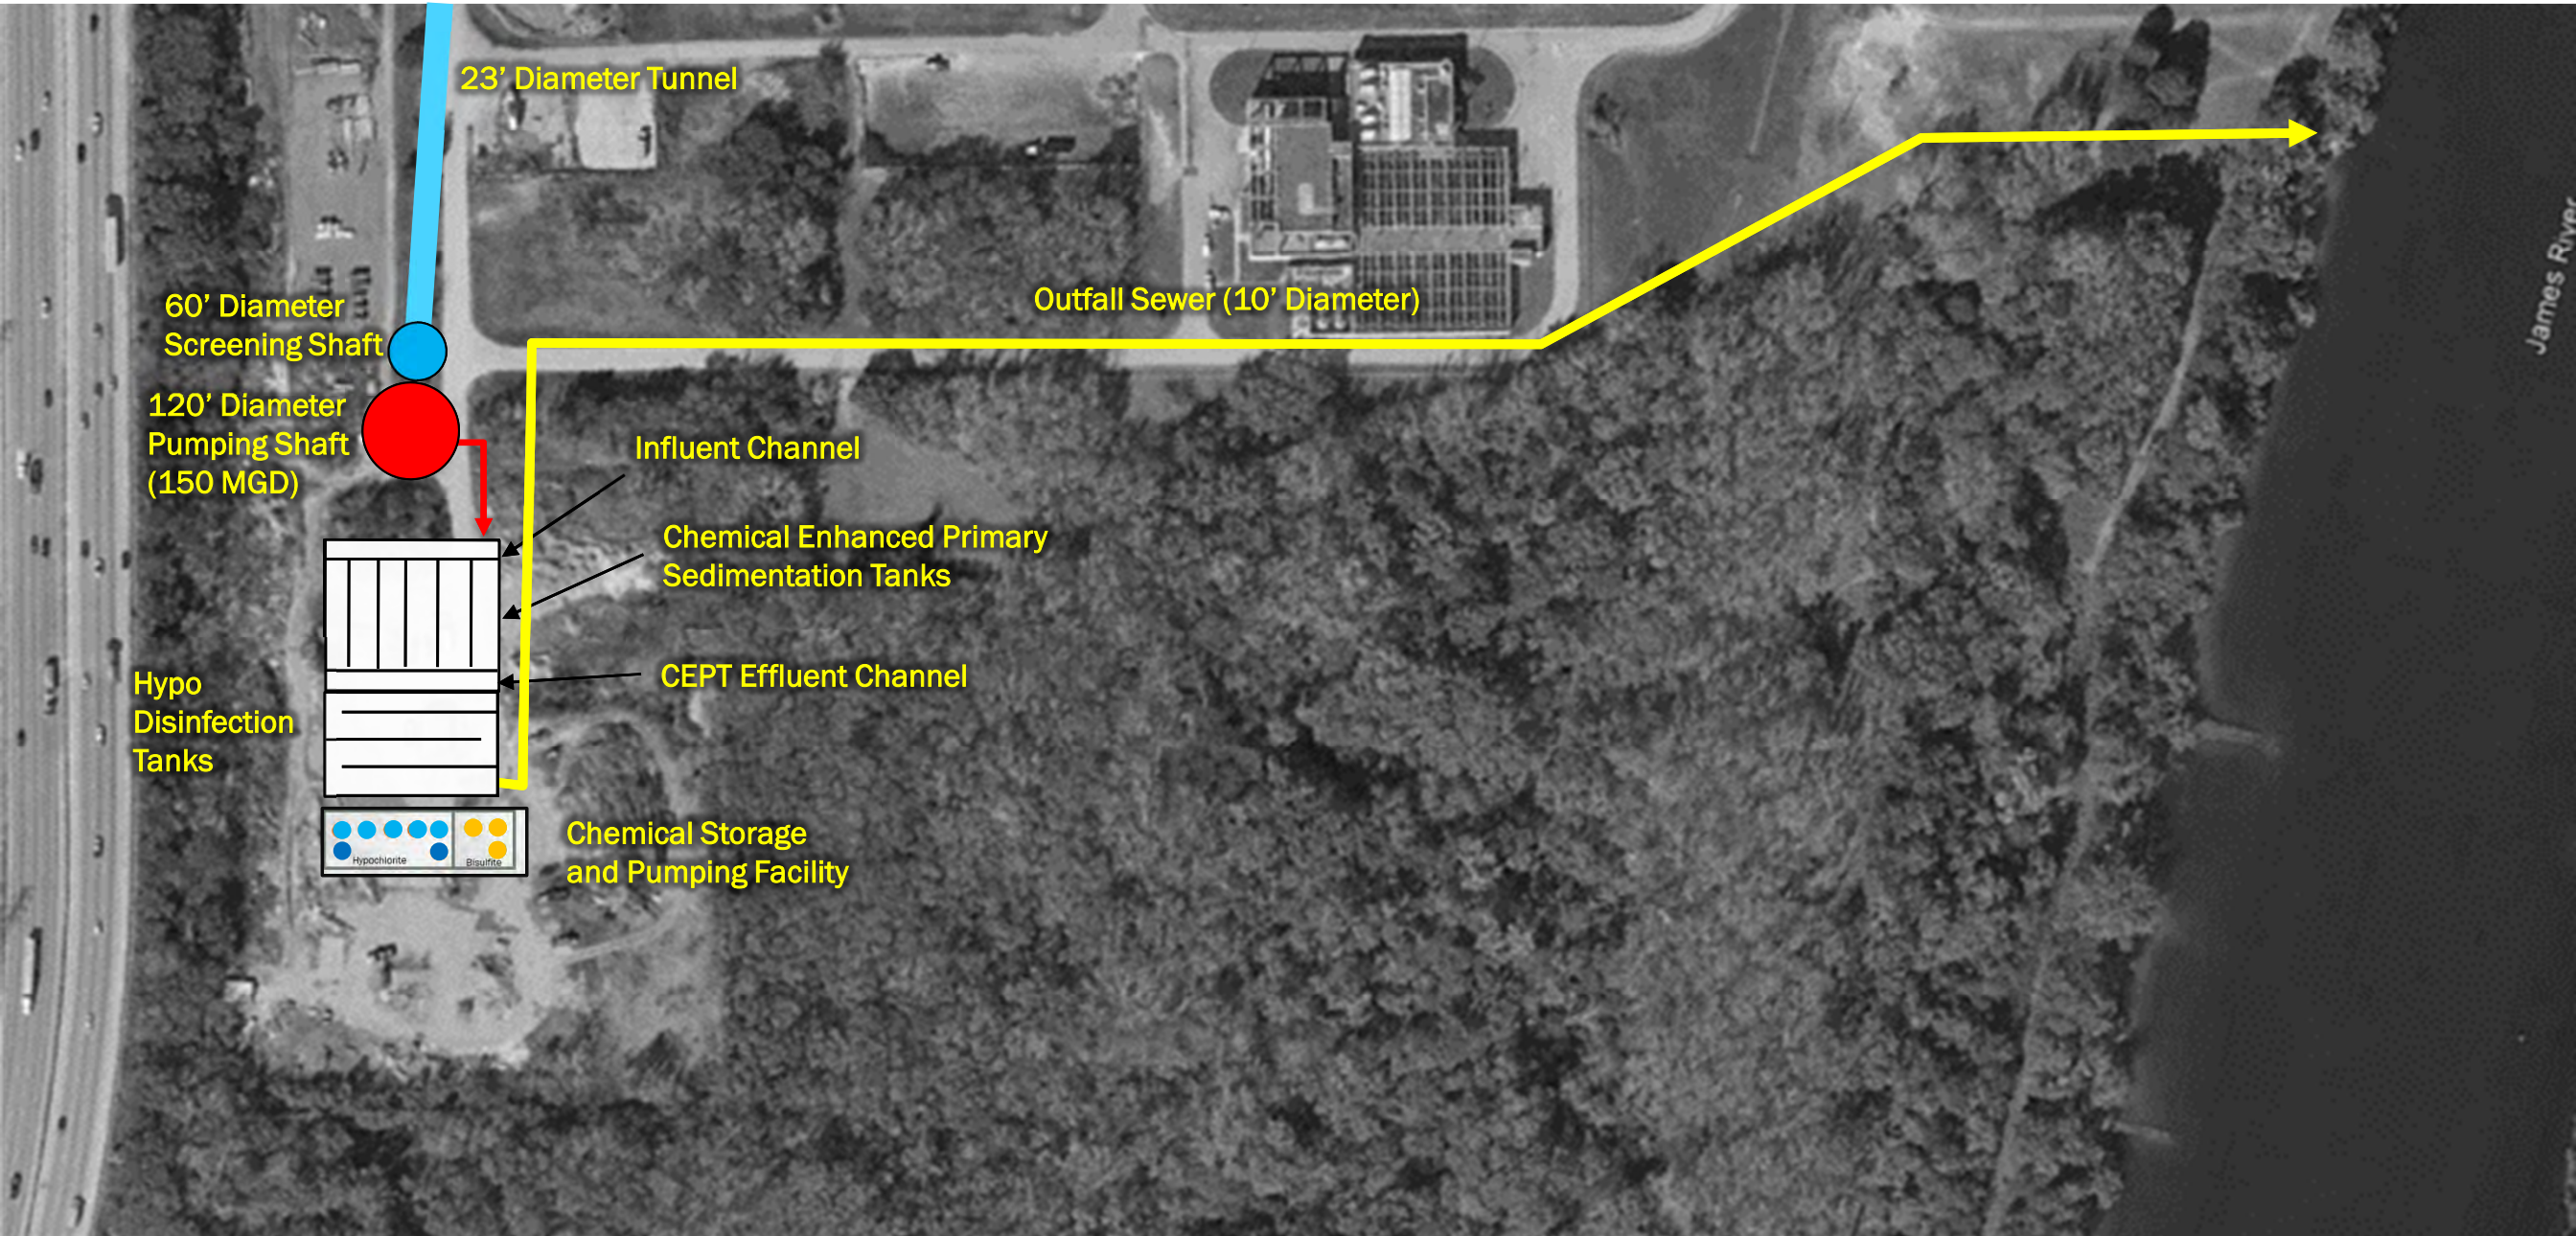 23’ Diameter Tunnel
60’ Diameter
Screening Shaft
Outfall Sewer (10’ Diameter)
James River
120’ Diameter
Pumping Shaft
(150 MGD)
Influent Channel
Chemical Enhanced Primary
Sedimentation Tanks
CEPT Effluent Channel
Hypo
Disinfection
Tanks
Chemical Storage
and Pumping Facility
Hypochlorite
Bisulfite